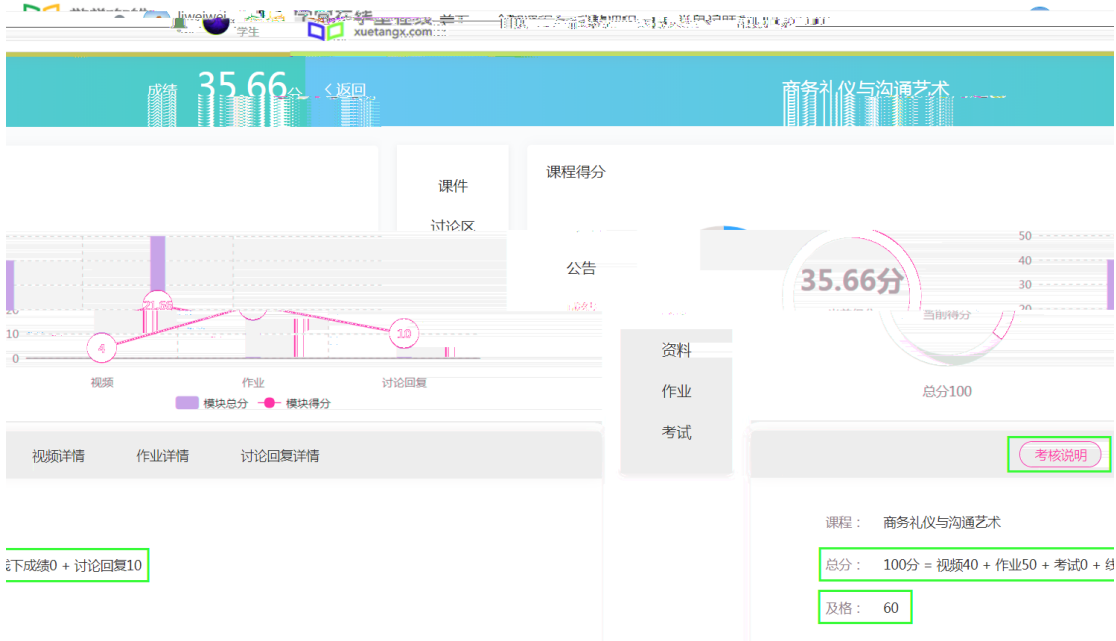 liweiwei
学生
xuetangx.com
成绩 35.66分
返回
商务礼仪与沟通艺术
课件
讨论区
公告
资料
作业
考试
课程得分
35.66分
当前得分
总分100
50
40
30
20
10
0
21.66
4
10
视频
作业
讨论回复
模块总分
模块得分
视频详情
作业详情
讨论回复详情
考核说明
课程： 商务礼仪与沟通艺术
总分： 100分 = 视频40 + 作业50 + 考试0 +
下成绩0 + 讨论回复10
及格： 60